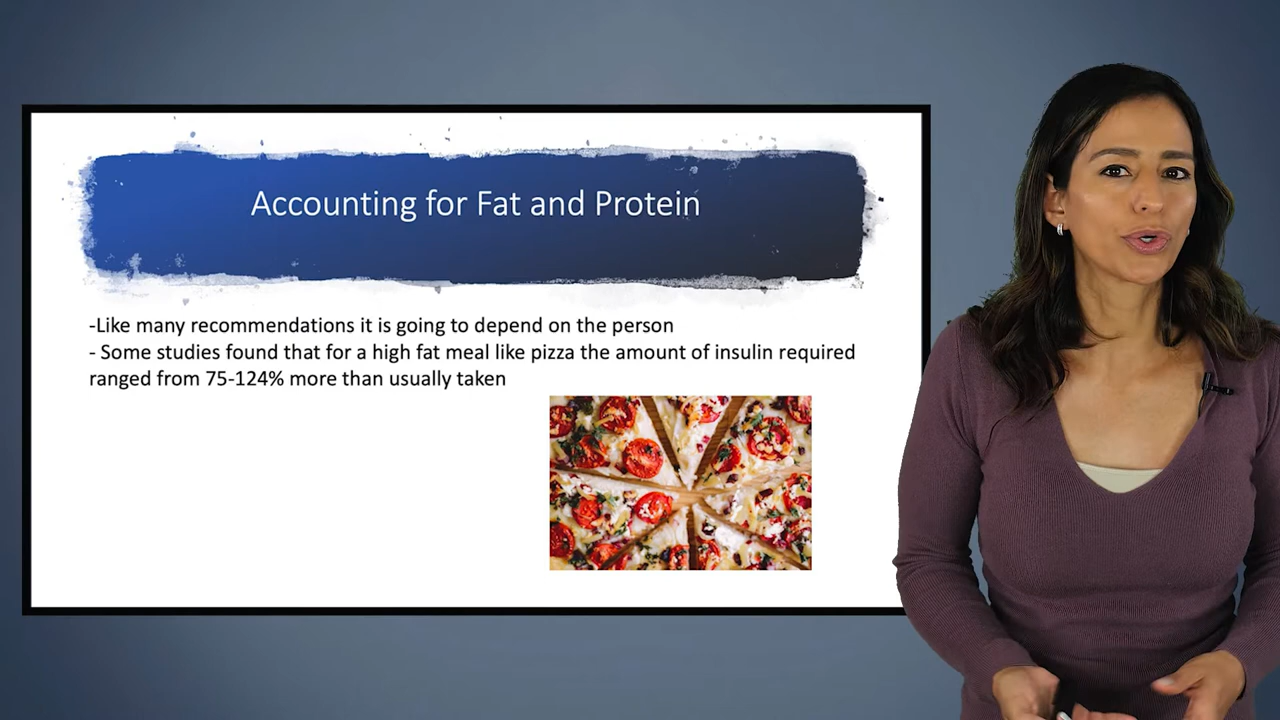 Accounting for Fat and Protein
-Like many recommendations it is going to depend on the person
- Some studies found that for a high fat meal like pizza the amount of insulin required
ranged from 75-124% more than usually taken